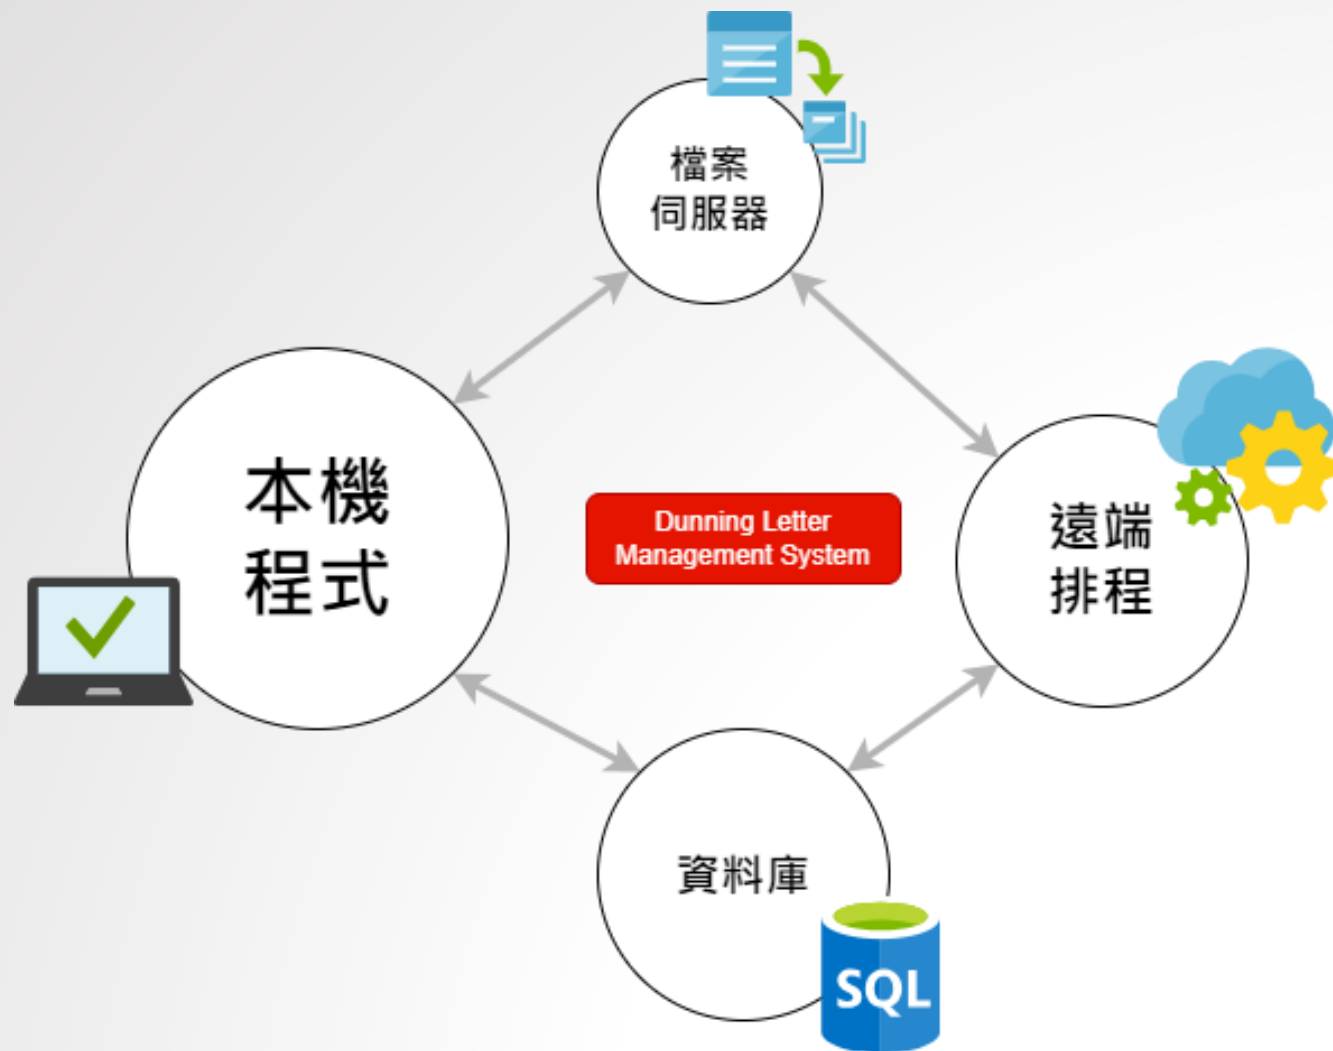 檔案
伺服器
本機
程式
Dunning Letter
Management System
遠端
排程
資料庫
SQL